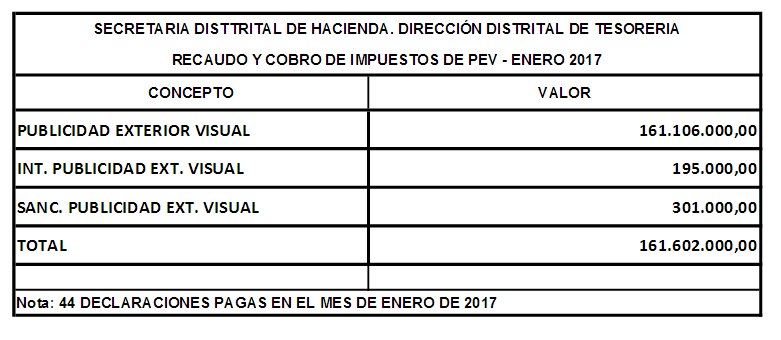 SECRETARIA DISTTRITAL DE HACIENDA. DIRECCIÓN DISTRITAL DE TESORERIA
RECAUDO Y COBRO DE IMPUESTOS DE PEV - ENERO 2017
CONCEPTO VALOR
PUBLICIDAD EXTERIOR VISUAL 161.106.000,00
INT. PUBLICIDAD EXT. VISUAL 195.000,00
SANC. PUBLICIDAD EXT. VISUAL 301.000,00
TOTAL 161.602.000,00
Nota: 44 DECLARACIONES PAGAS EN EL MES DE ENERO DE 2017